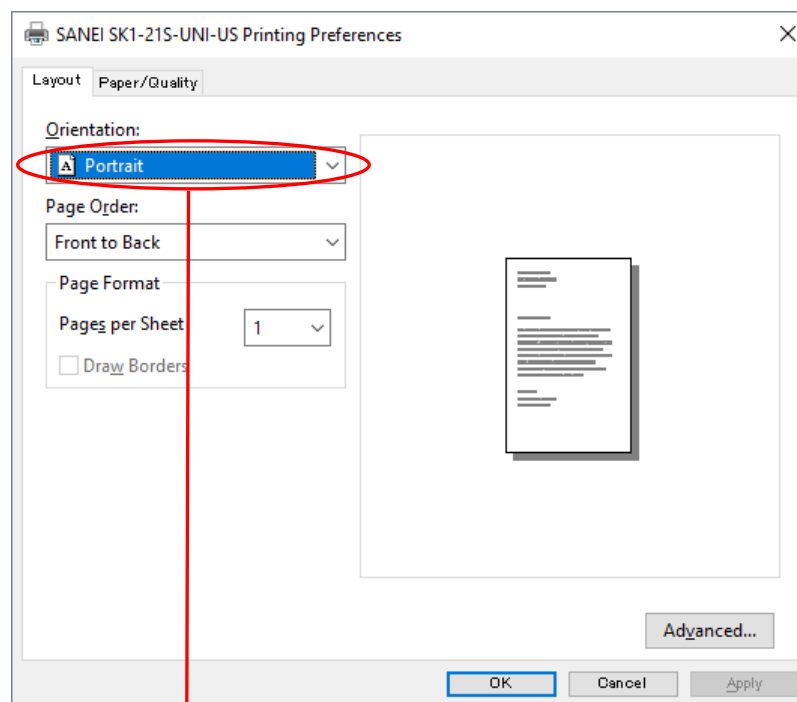 SANEI SK1-21S-UNI-US Printing Preferences
Layout Paper/Quality
Orientation:
A Portrait
Page Order:
Front to Back
Page Format
Pages per Sheet 1
Draw Borders
Advanced...
OK Cancel Apply